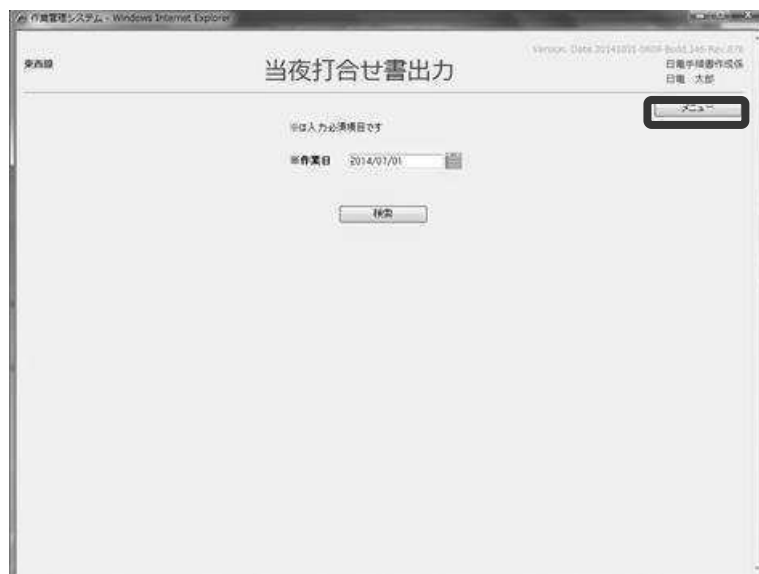 作業管理システム - Windows Internet Explorer
東西線
当夜打合せ書出力
日電手順書作成係
日電 太郎
メニュー
※は入力必須項目です
※作業日 2014/07/01
検索